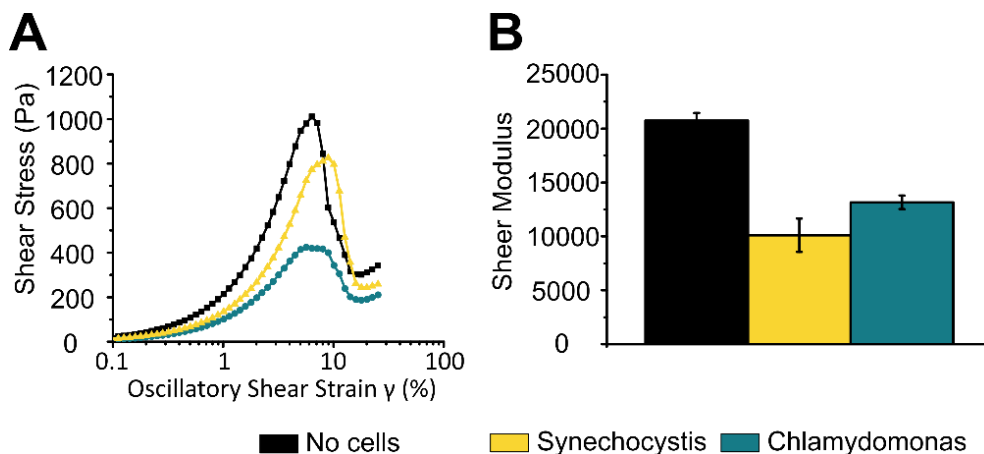 A
Shear Stress (Pa)
1200
1000
800
600
400
200
0
0.1 1 10 100
Oscillatory Shear Strain γ (%)
B
Sheer Modulus
25000
20000
15000
10000
5000
0
No cells Synechocystis Chlamydomonas